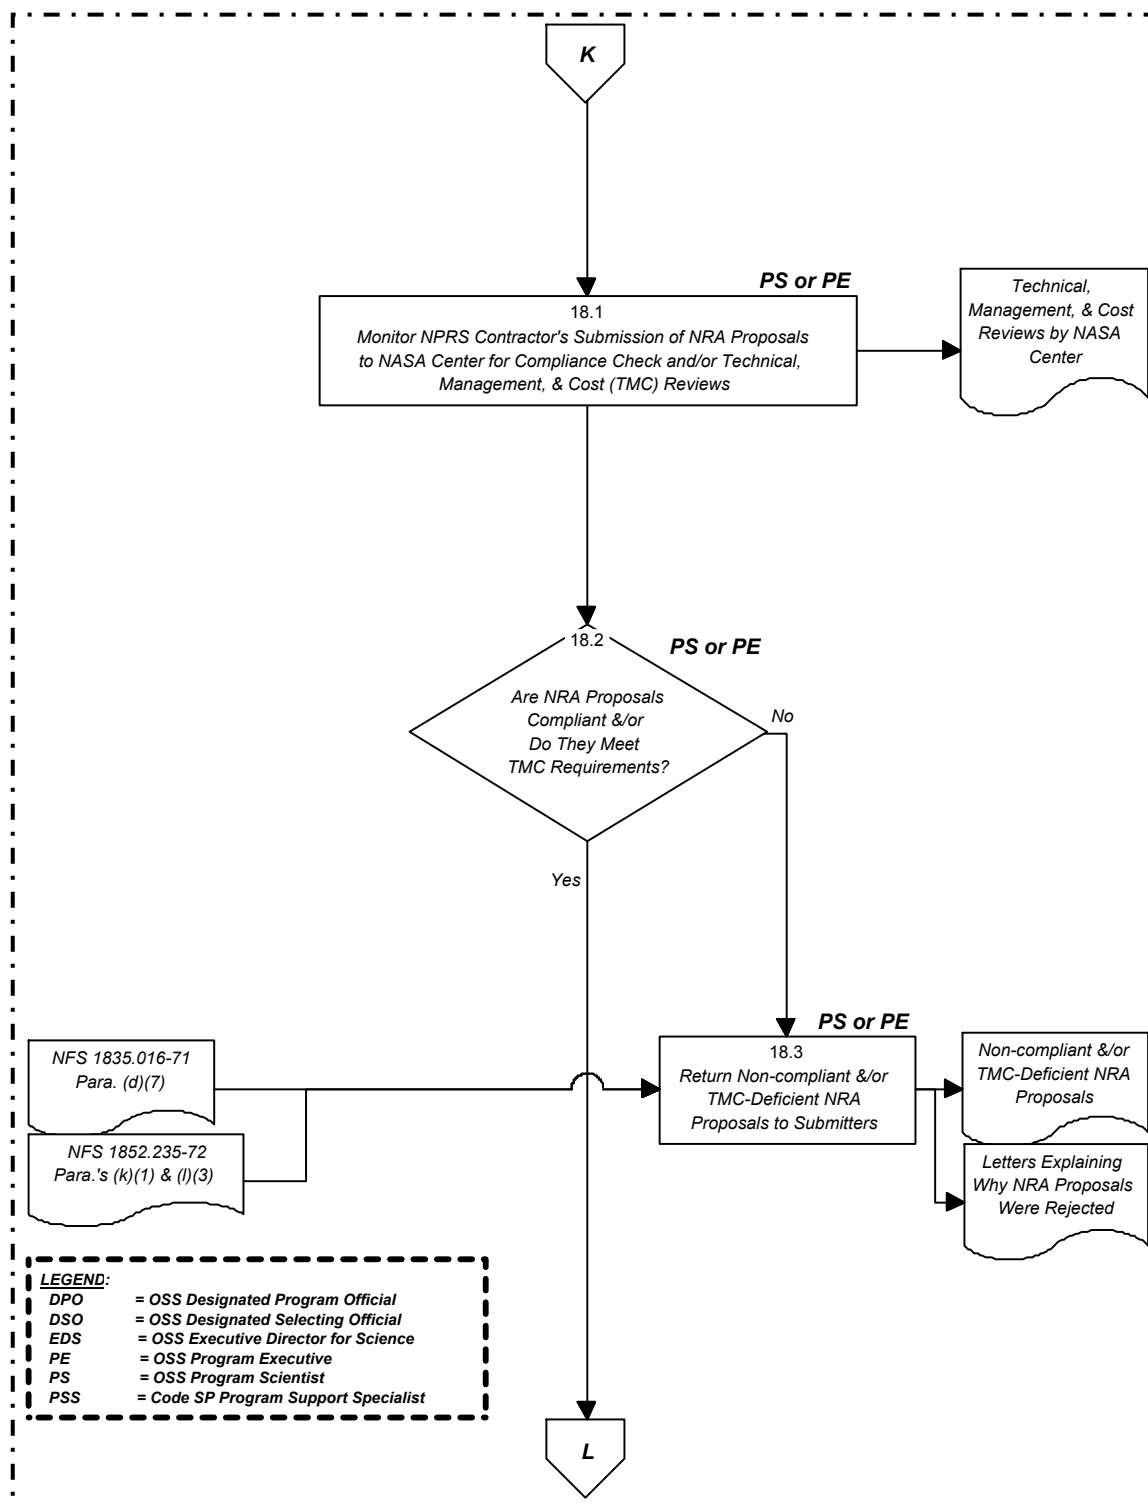 K
PS or PE
18.1
Monitor NPRS Contractor's Submission of NRA Proposals
to NASA Center for Compliance Check and/or Technical,
Management, & Cost (TMC) Reviews
Technical,
Management, & Cost
Reviews by NASA
Center
18.2
PS or PE
Are NRA Proposals
Compliant &/or
Do They Meet
TMC Requirements?
No
Yes
PS or PE
NFS 1835.016-71
Para. (d)(7)
NFS 1852.235-72
Para.'s (k)(1) & (l)(3)
18.3
Return Non-compliant &/or
TMC-Deficient NRA
Proposals to Submitters
Non-compliant &/or
TMC-Deficient NRA
Proposals
Letters Explaining
Why NRA Proposals
Were Rejected
LEGEND:
DPO = OSS Designated Program Official
DSO = OSS Designated Selecting Official
EDS = OSS Executive Director for Science
PE = OSS Program Executive
PS = OSS Program Scientist
PSS = Code SP Program Support Specialist
L